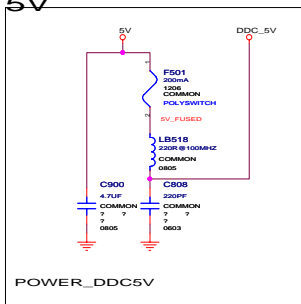 5V
5V
DDC_5V
1
F501
200mA
1206
COMMON
POLYSWITCH
2
5V_FUSED
LB518
220R@100MHZ
COMMON
0805
C900
4.7UF
COMMON
? ?
?
0805
C808
220PF
COMMON
? ?
?
0603
POWER_DDC5V